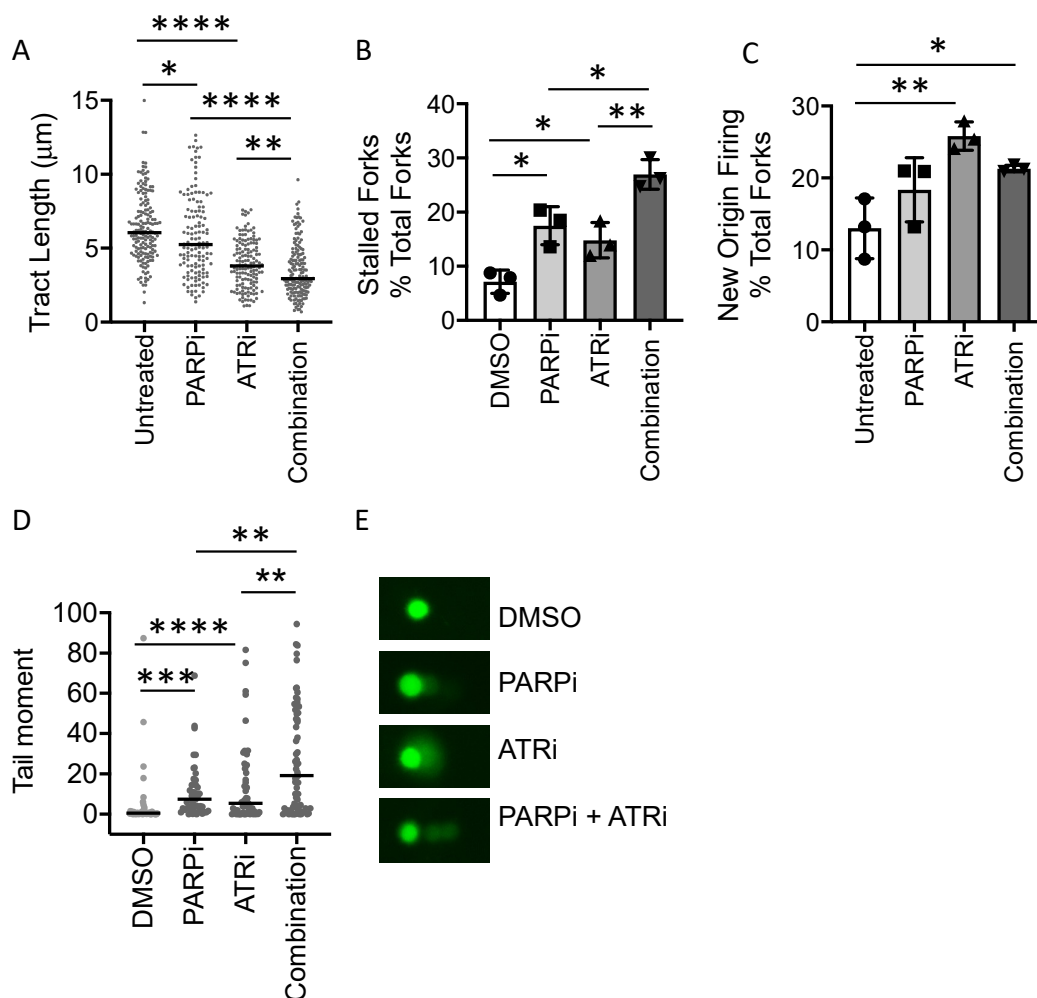 A
****
*
****
**
15
10
5
0
Tract Length (μm)
Untreated
PARPi
ATRi
Combination
B
*
*
**
*
40
30
20
10
0
Stalled Forks
% Total Forks
DMSO
PARPi
ATRi
Combination
C
*
**
30
20
10
0
New Origin Firing
% Total Forks
Untreated
PARPi
ATRi
Combination
D
**
**
****
***
100
80
60
40
20
0
Tail moment
DMSO
PARPi
ATRi
Combination
E
DMSO
PARPi
ATRi
PARPi + ATRi